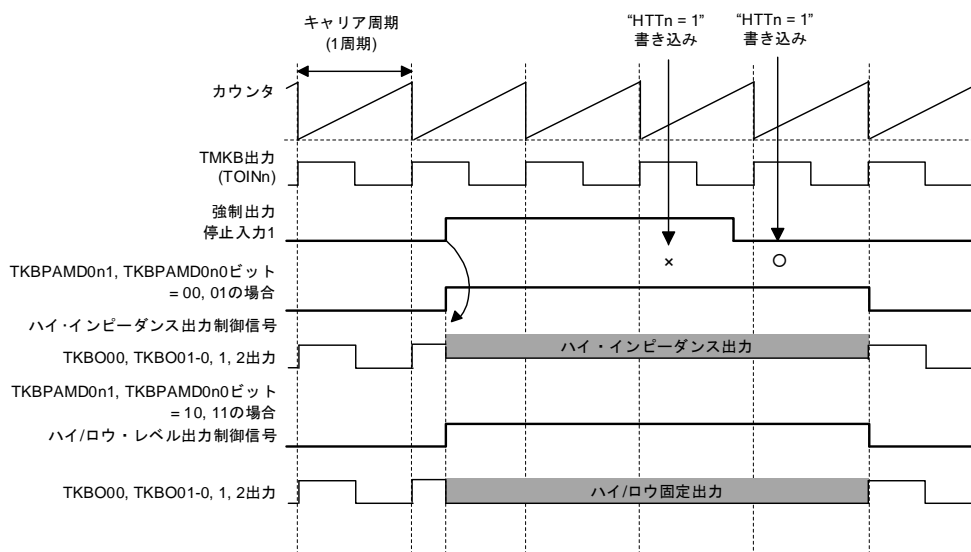 キャリア周期
(1周期)
“HTTn = 1”
書き込み
“HTTn = 1”
書き込み
カウンタ
TMKB出力
(TOINn)
強制出力
停止入力1
×
○
TKBPAMD0n1, TKBPAMD0n0ビット
= 00, 01の場合
ハイ・インピーダンス出力制御信号
ハイ・インピーダンス出力
TKBO00, TKBO01-0, 1, 2出力
TKBPAMD0n1, TKBPAMD0n0ビット
= 10, 11の場合
ハイ/ロウ・レベル出力制御信号
TKBO00, TKBO01-0, 1, 2出力
ハイ/ロウ固定出力